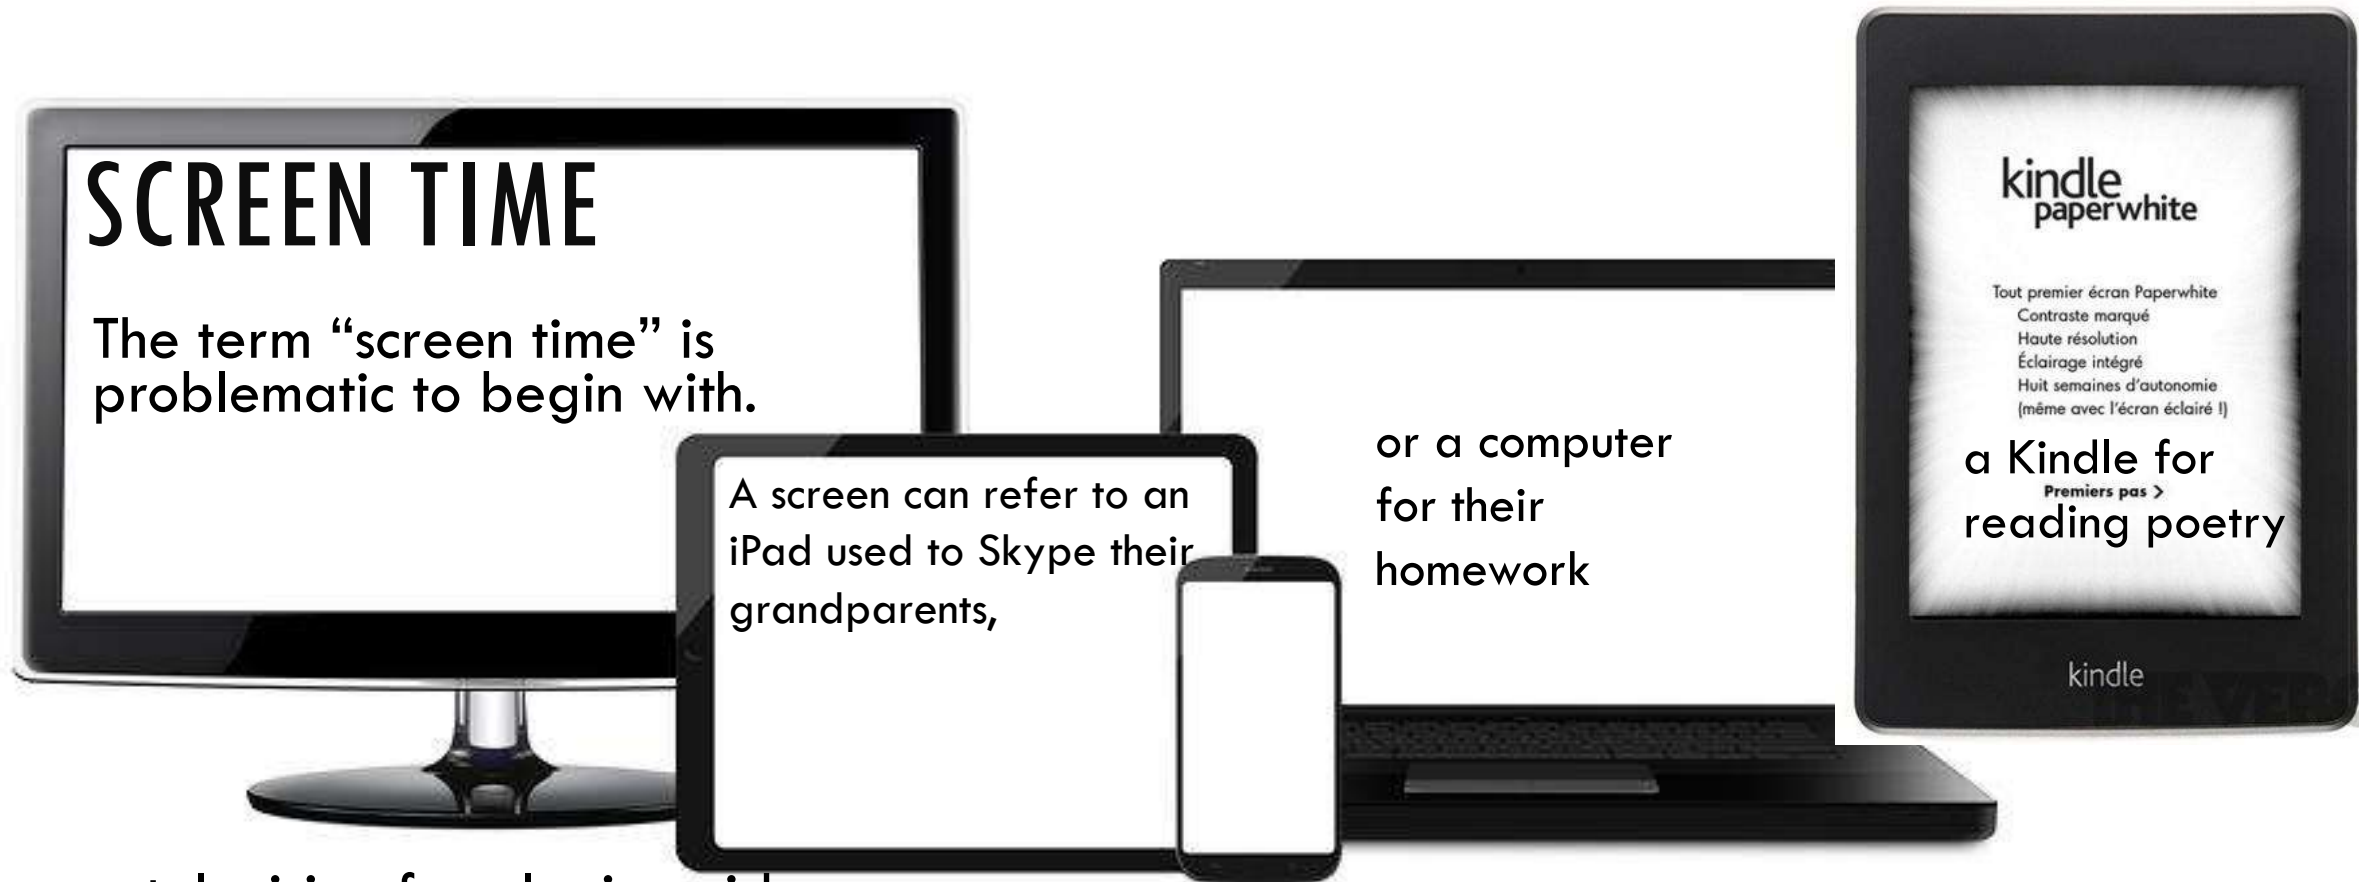 SCREEN TIME
The term “screen time” is
problematic to begin with.
A screen can refer to an
iPad used to Skype their
grandparents,
or a computer
for their
homework
kindle
paperwhite
Tout premier écran Paperwhite
Contraste marqué
Haute résolution
Éclairage intégré
Huit semaines d’autonomie
(même avec l’écran éclairé !)
a Kindle for
Premiers pas >
reading poetry
kindle